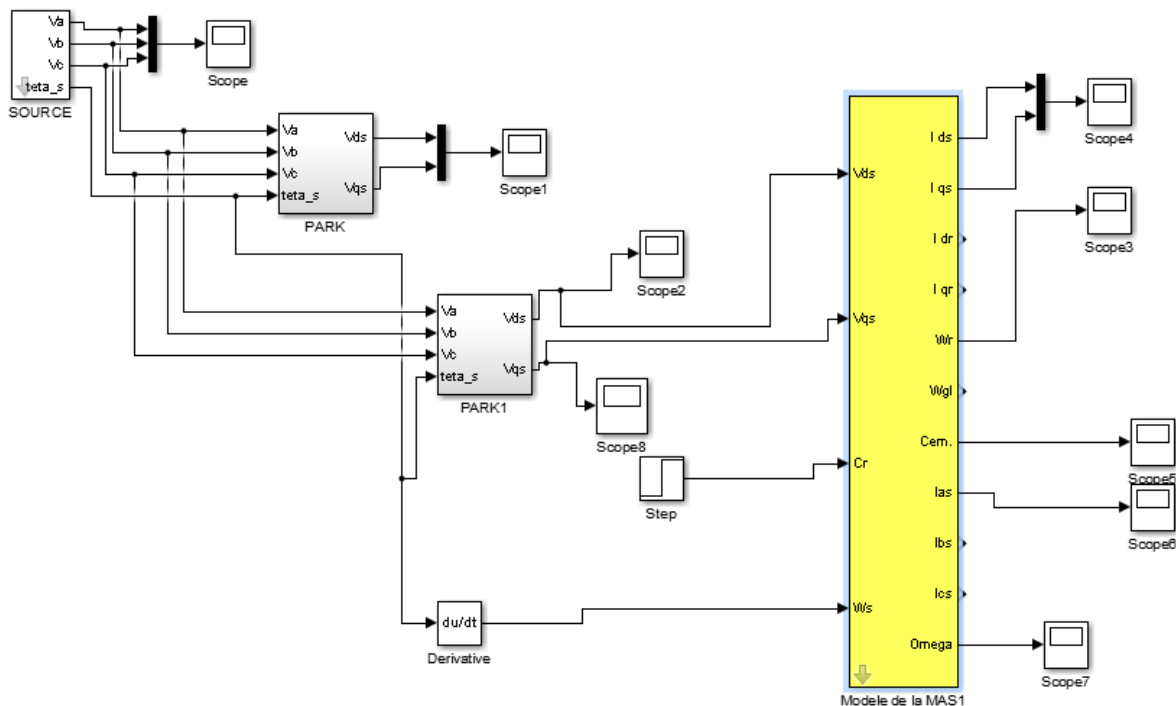 Va
Vb
Vc
teta_s
SOURCE
Scope
Va
Vb
Vc
teta_s
Vds
Vqs
PARK
Scope1
Va
Vb
Vc
teta_s
Vds
Vqs
PARK1
Scope2
Scope8
Step
du/dt
Derivative
Vds
Vqs
Cr
Ws
I ds
I qs
I dr
I qr
Wr
Wgl
Cem.
Ias
Ibs
Ics
Omega
Modele de la MAS1
Scope4
Scope3
Scope5
Scope6
Scope7